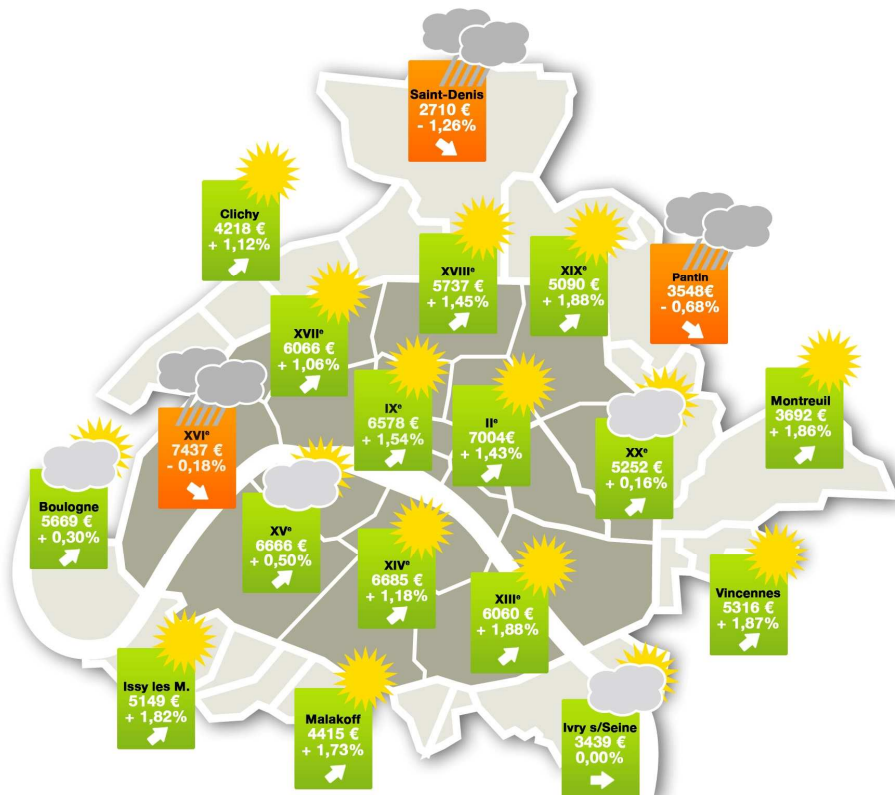 Saint-Denis
2710 €
- 1,26%
Clichy
4218 €
+ 1,12%
XVIIIᵉ
5737 €
+ 1,45%
XIXᵉ
5090 €
+ 1,88%
Pantin
3548€
- 0,68%
XVIIᵉ
6066 €
+ 1,06%
IXᵉ
6578 €
+ 1,54%
IIᵉ
7004€
+ 1,43%
Montreuil
3692 €
+ 1,86%
XVIᵉ
7437 €
- 0,18%
XXᵉ
5252 €
+ 0,16%
Boulogne
5669 €
+ 0,30%
XVᵉ
6666 €
+ 0,50%
XIVᵉ
6685 €
+ 1,18%
XIIIᵉ
6060 €
+ 1,88%
Vincennes
5316 €
+ 1,87%
Issy les M.
5149 €
+ 1,82%
Malakoff
4415 €
+ 1,73%
Ivry s/Seine
3439 €
0,00%